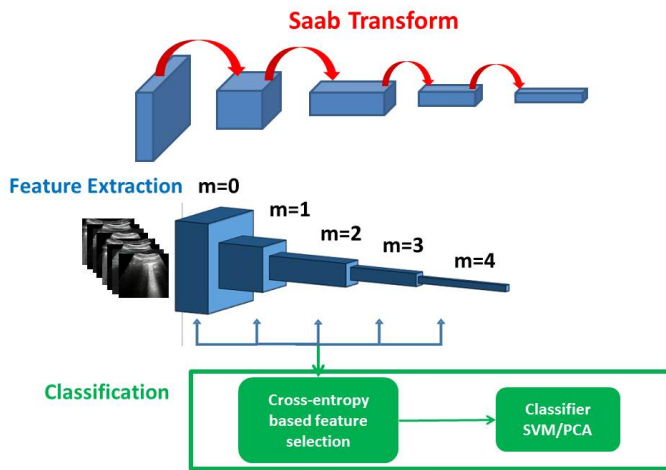 Saab Transform
Feature Extraction
m=0
m=1
m=2
m=3
m=4
Classification
Cross-entropy
based feature
selection
Classifier
SVM/PCA